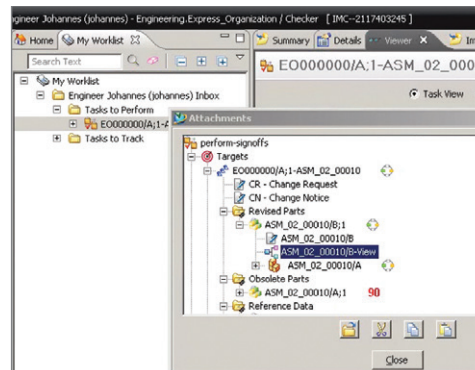 ngineer Johannes (johannes) - Engineering.Express_Organization / Checker [ IMC--2117403245 ]
Home
My Worklist
Summary
Details
Viewer
Search Text
EO000000/A;1-ASM_02_000
My Worklist
Engineer Johannes (johannes) Inbox
Task View
Tasks to Perform
EO000000/A;1-A
Tasks to Track
Attachments
perform-signoffs
Targets
EO000000/A;1-ASM_02_00010
CR - Change Request
CN - Change Notice
Revised Parts
ASM_02_00010/B;1
ASM_02_00010/B
ASM_02_00010/B-View
ASM_02_00010/A
Obsolete Parts
ASM_02_00010/A;1 90
Reference Data
Close